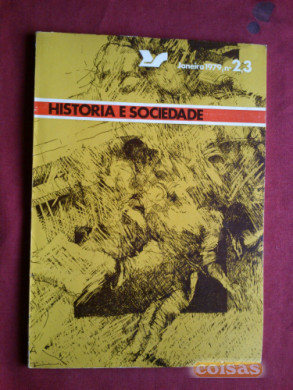 Janeiro 1979, nº 2,3
HISTORIA E SOCIEDADE
coisas